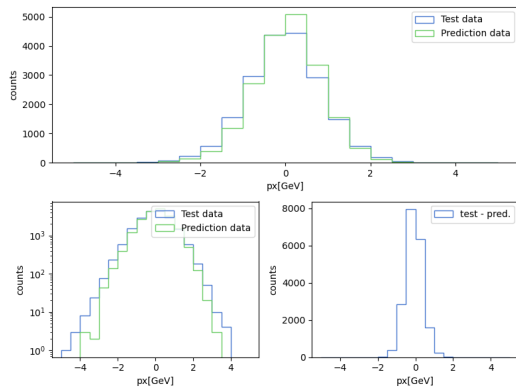 5000
4000
3000
2000
1000
0
counts
Test data
Prediction data
−4 −2 0 2 4
px[GeV]
10³
10²
10¹
10⁰
counts
Test data
Prediction data
−4 −2 0 2 4
px[GeV]
8000
6000
4000
2000
0
counts
test - pred.
−4 −2 0 2 4
px[GeV]